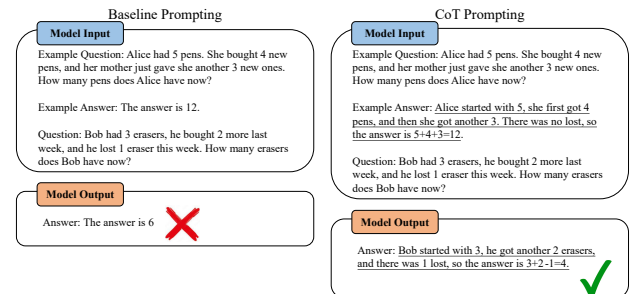 Baseline Prompting
Model Input
Example Question: Alice had 5 pens. She bought 4 new
pens, and her mother just gave she another 3 new ones.
How many pens does Alice have now?
Example Answer: The answer is 12.
Question: Bob had 3 erasers, he bought 2 more last
week, and he lost 1 eraser this week. How many erasers
does Bob have now?
Model Output
Answer: The answer is 6
CoT Prompting
Model Input
Example Question: Alice had 5 pens. She bought 4 new
pens, and her mother just gave she another 3 new ones.
How many pens does Alice have now?
Example Answer: Alice started with 5, she first got 4
pens, and then she got another 3. There was no lost, so
the answer is 5+4+3=12.
Question: Bob had 3 erasers, he bought 2 more last
week, and he lost 1 eraser this week. How many erasers
does Bob have now?
Model Output
Answer: Bob started with 3, he got another 2 erasers,
and there was 1 lost, so the answer is 3+2-1=4.